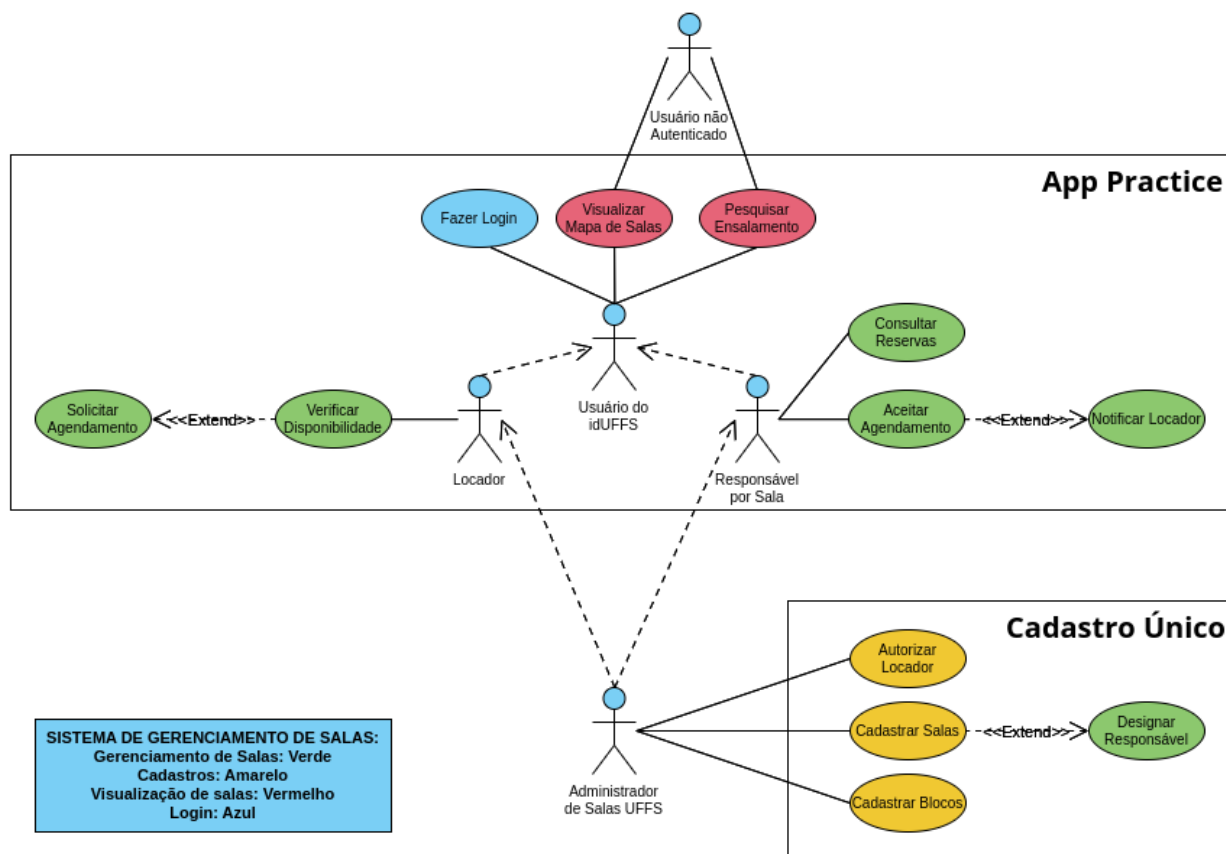 Usuário não
Autenticado
App Practice
Fazer Login
Visualizar
Mapa de Salas
Pesquisar
Ensalamento
Consultar
Reservas
Solicitar
Agendamento
<<Extend>>
Verificar
Disponibilidade
Locador
Usuário do
idUFFS
Responsável
por Sala
Aceitar
Agendamento
<<Extend>>
Notificar Locador
Cadastro Único
Autorizar
Locador
Cadastrar Salas
<<Extend>>
Designar
Responsável
Cadastrar Blocos
Administrador
de Salas UFFS
SISTEMA DE GERENCIAMENTO DE SALAS:
Gerenciamento de Salas: Verde
Cadastros: Amarelo
Visualização de salas: Vermelho
Login: Azul